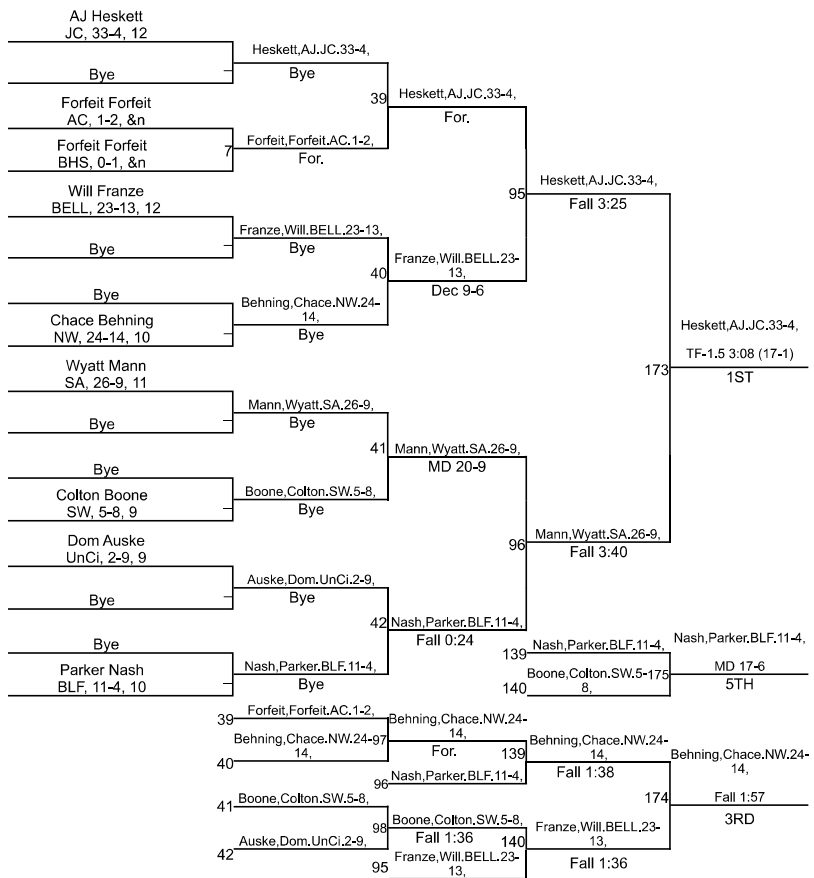 AJ Heskett
JC, 33-4, 12
Heskett,AJ.JC.33-4,
Bye
Bye
39
Heskett,AJ.JC.33-4,
For.
Forfeit Forfeit
AC, 1-2, &n
7
Forfeit,Forfeit.AC.1-2,
For.
Forfeit Forfeit
BHS, 0-1, &n
95
Heskett,AJ.JC.33-4,
Fall 3:25
Will Franze
BELL, 23-13, 12
Franze,Will.BELL.23-13,
Bye
Bye
40
Franze,Will.BELL.23-
13,
Dec 9-6
Bye
Behning,Chace.NW.24-
14,
Bye
Chace Behning
NW, 24-14, 10
173
Heskett,AJ.JC.33-4,
TF-1.5 3:08 (17-1)
1ST
Wyatt Mann
SA, 26-9, 11
Mann,Wyatt.SA.26-9,
Bye
Bye
41
Mann,Wyatt.SA.26-9,
MD 20-9
Bye
Boone,Colton.SW.5-8,
Bye
Colton Boone
SW, 5-8, 9
96
Mann,Wyatt.SA.26-9,
Fall 3:40
Dom Auske
UnCi, 2-9, 9
Auske,Dom.UnCi.2-9,
Bye
Bye
42
Nash,Parker.BLF.11-4,
Fall 0:24
Bye
Nash,Parker.BLF.11-4,
Bye
Parker Nash
BLF, 11-4, 10
139
Nash,Parker.BLF.11-4,
140
Boone,Colton.SW.5-
8,
175
Nash,Parker.BLF.11-4,
MD 17-6
5TH
39
Forfeit,Forfeit.AC.1-2,
40
Behning,Chace.NW.24-
14,
97
Behning,Chace.NW.24-
14,
For.
96
Nash,Parker.BLF.11-4,
139
Behning,Chace.NW.24-
14,
Fall 1:38
41
Boone,Colton.SW.5-8,
42
Auske,Dom.UnCi.2-9,
98
Boone,Colton.SW.5-8,
Fall 1:36
95
Franze,Will.BELL.23-
13,
140
Franze,Will.BELL.23-
13,
Fall 1:36
174
Behning,Chace.NW.24-
14,
Fall 1:57
3RD